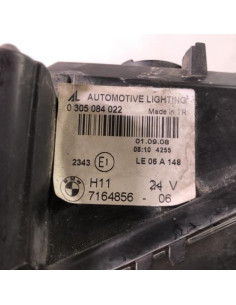 AL AUTOMOTIVE LIGHTING
0 305 084 022
Made in TR
01.09.08
08:10 4255
2343 E1 LE 06 A 148
BMW H11 24 V
7164856 - 06